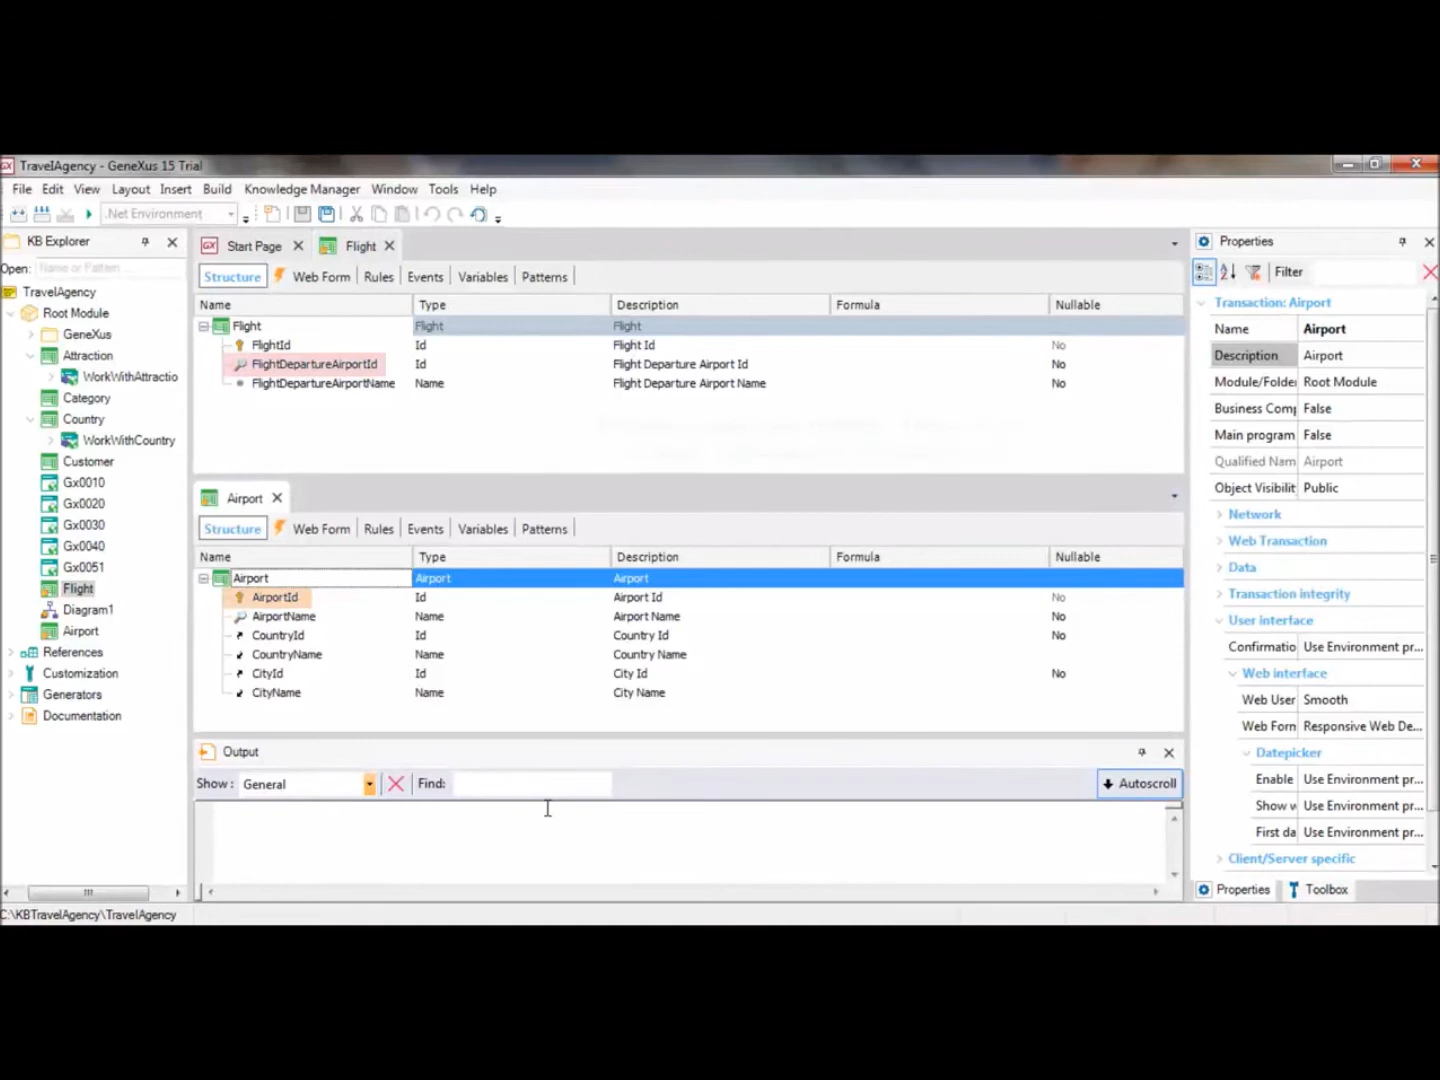 TravelAgency - GeneXus 15 Trial
File Edit View Layout Insert Build Knowledge Manager Window Tools Help
.Net Environment
KB Explorer
Open: Name or Pattern ...
TravelAgency
Root Module
GeneXus
Attraction
WorkWithAttractio
Category
Country
WorkWithCountry
Customer
Gx0010
Gx0020
Gx0030
Gx0040
Gx0051
Flight
Diagram1
Airport
References
Customization
Generators
Documentation
Start Page Flight
Structure Web Form Rules Events Variables Patterns
Name Type Description Formula Nullable
Flight Flight Flight
FlightId Id Flight Id No
FlightDepartureAirportId Id Flight Departure Airport Id No
FlightDepartureAirportName Name Flight Departure Airport Name No
Airport
Structure Web Form Rules Events Variables Patterns
Name Type Description Formula Nullable
Airport Airport Airport
AirportId Id Airport Id No
AirportName Name Airport Name No
CountryId Id Country Id No
CountryName Name Country Name
CityId Id City Id No
CityName Name City Name
Output
Show : General Find: Autoscroll
Properties
Filter
Transaction: Airport
Name Airport
Description Airport
Module/Folder Root Module
Business Comp False
Main program False
Qualified Nam Airport
Object Visibilit Public
Network
Web Transaction
Data
Transaction integrity
User interface
Confirmatio Use Environment pr...
Web interface
Web User Smooth
Web Form Responsive Web De...
Datepicker
Enable Use Environment pr...
Show w Use Environment pr...
First da Use Environment pr...
Client/Server specific
Properties Toolbox
C:\KBTravelAgency\TravelAgency